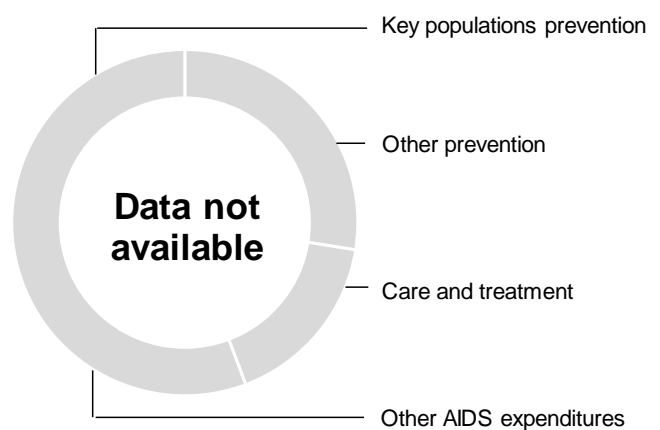 Key populations prevention
Other prevention
Data not
available
Care and treatment
Other AIDS expenditures